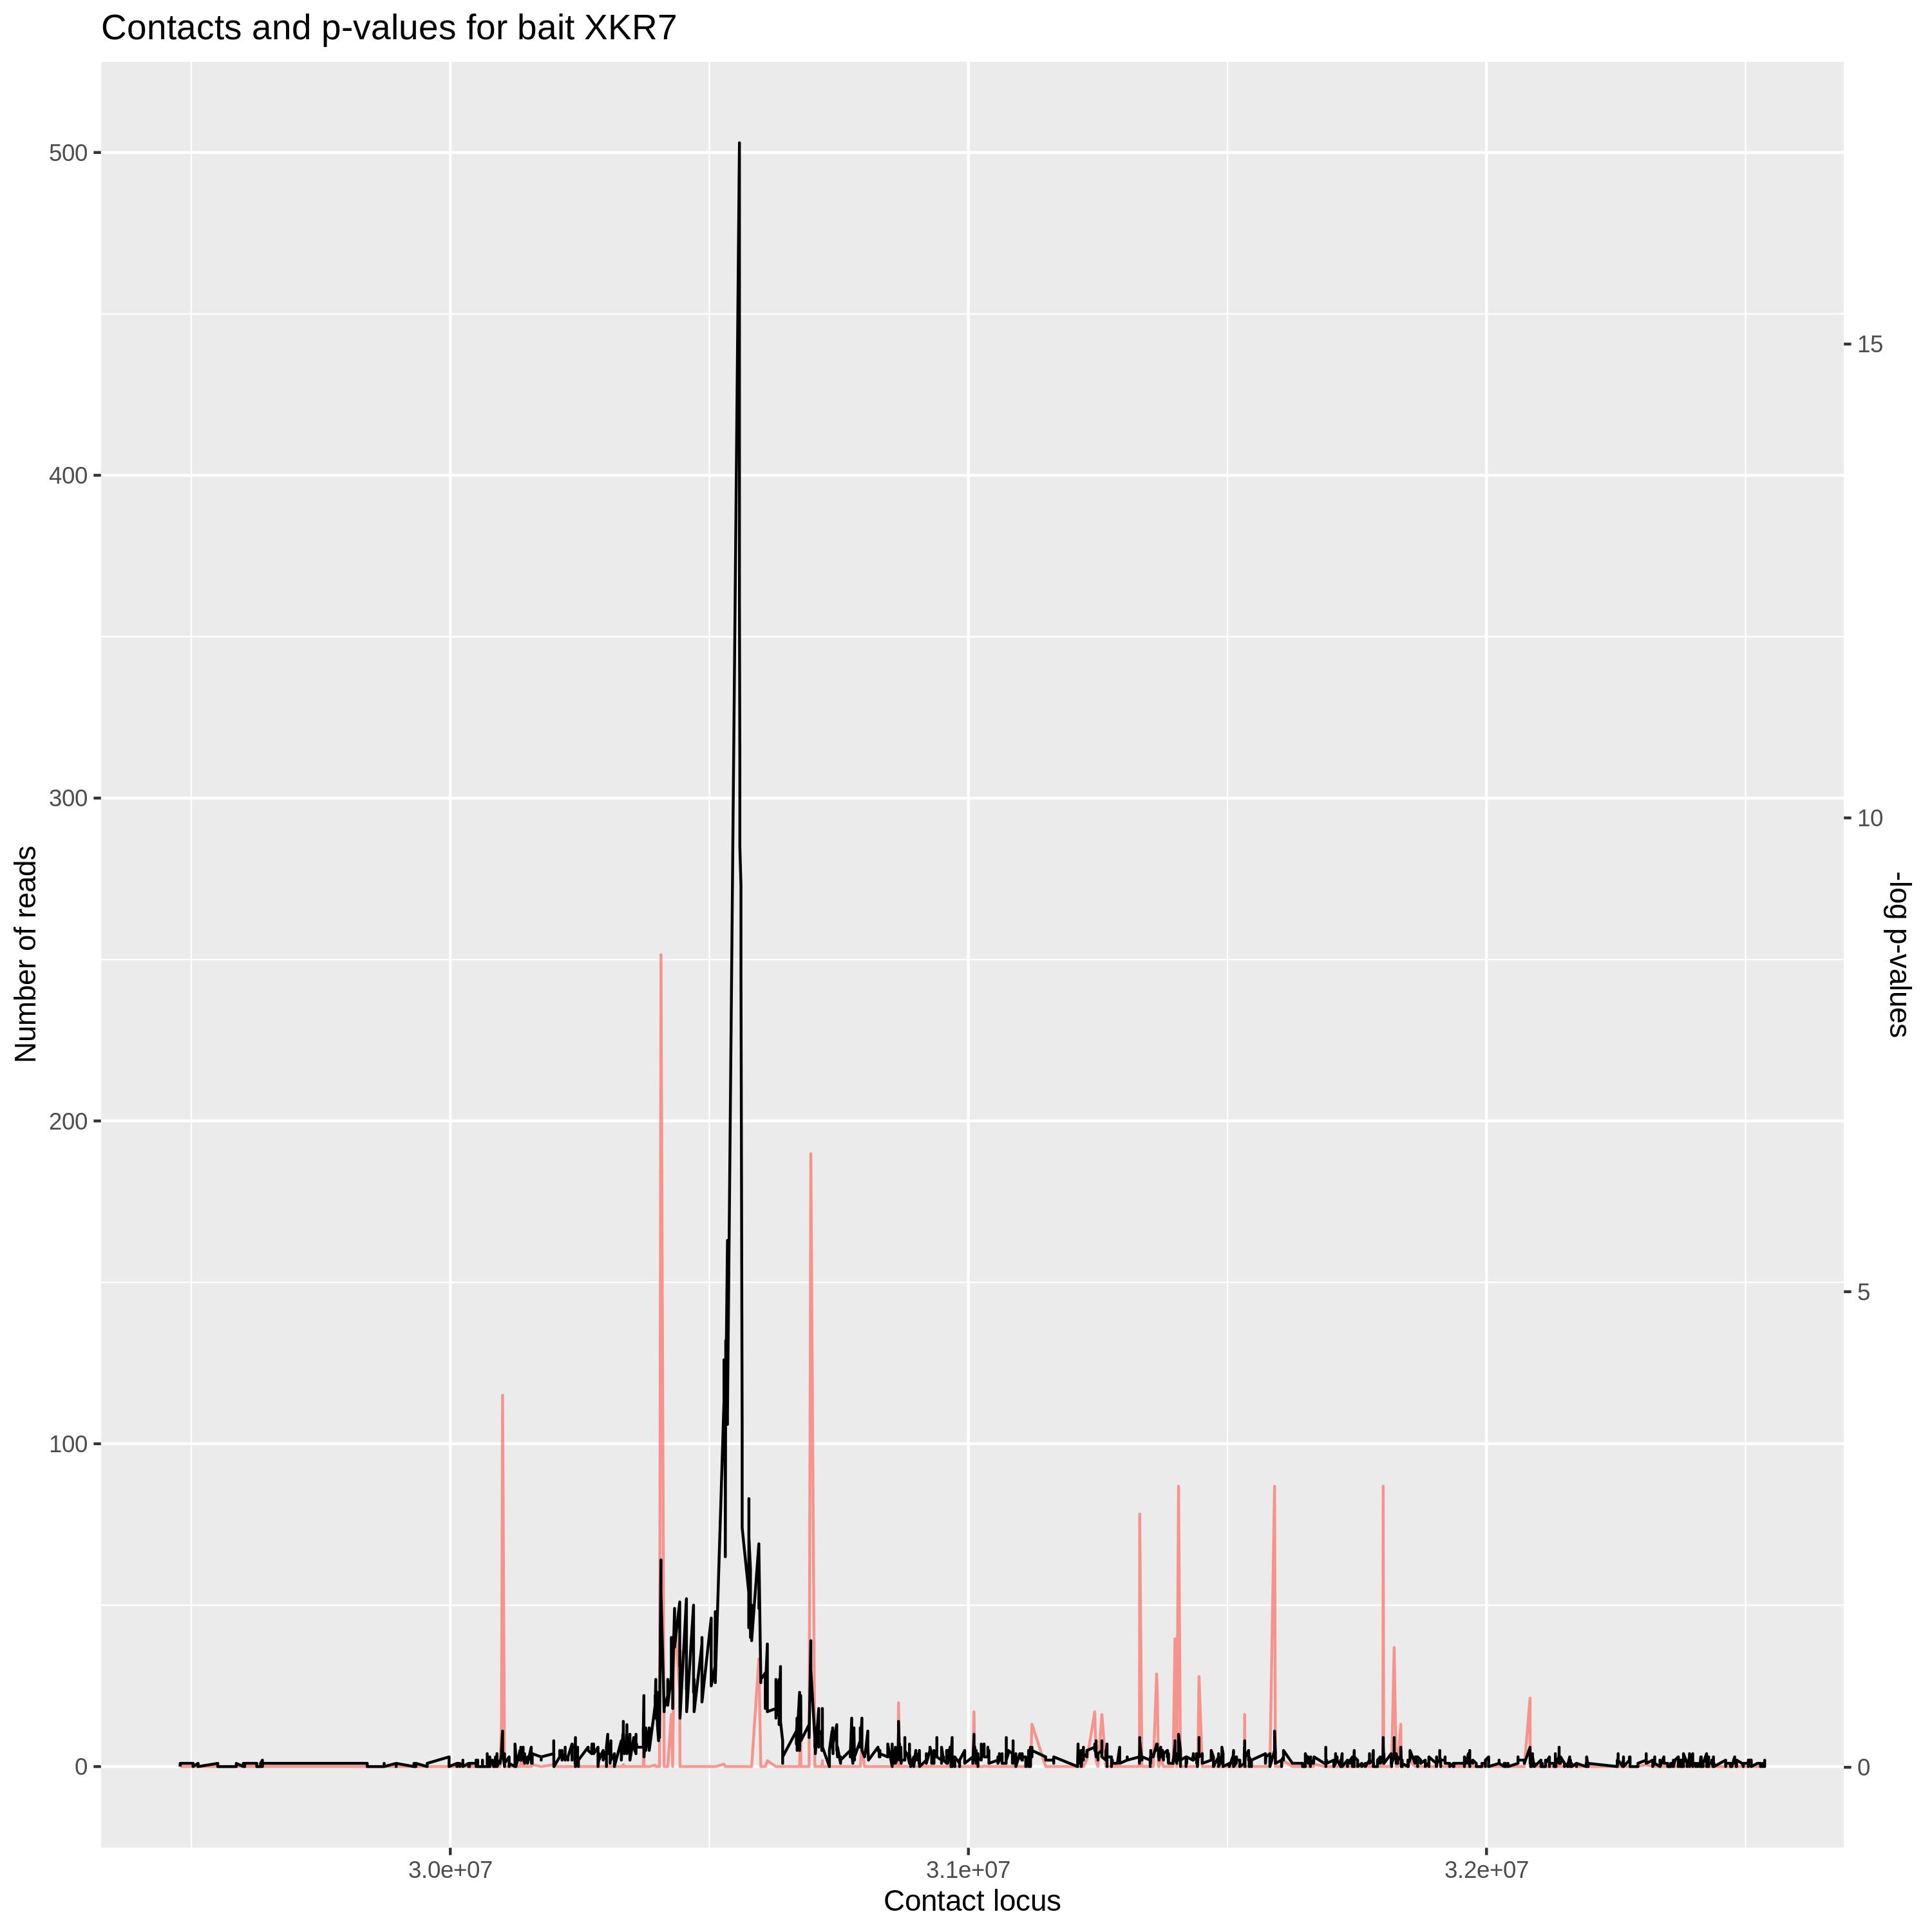 Contacts and p-values for bait XKR7
Number of reads
500
400
300
200
100
0
15
10
5
0
-log p-values
3.0e+07
3.1e+07
3.2e+07
Contact locus